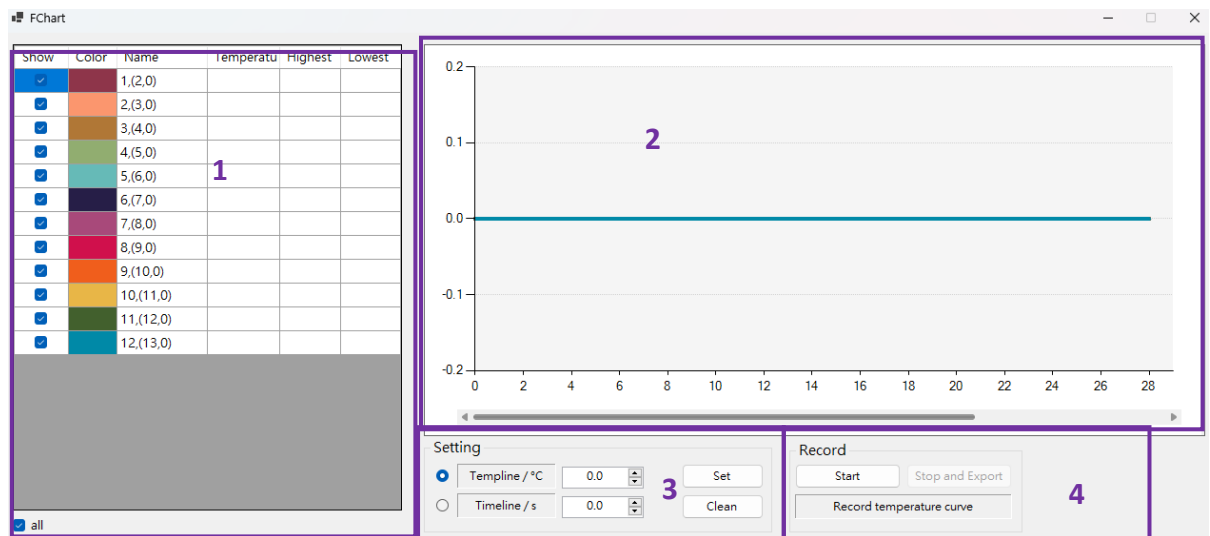 FChart
Show Color Name Temperatu Highest Lowest
1,(2,0)
2,(3,0)
3,(4,0)
4,(5,0)
5,(6,0)
6,(7,0)
7,(8,0)
8,(9,0)
9,(10,0)
10,(11,0)
11,(12,0)
12,(13,0)
1
all
0.2
0.1
0.0
-0.1
-0.2
0 2 4 6 8 10 12 14 16 18 20 22 24 26 28
2
Setting
Templine / °C 0.0 Set
Timeline / s 0.0 Clean
3
Record
Start Stop and Export
Record temperature curve
4